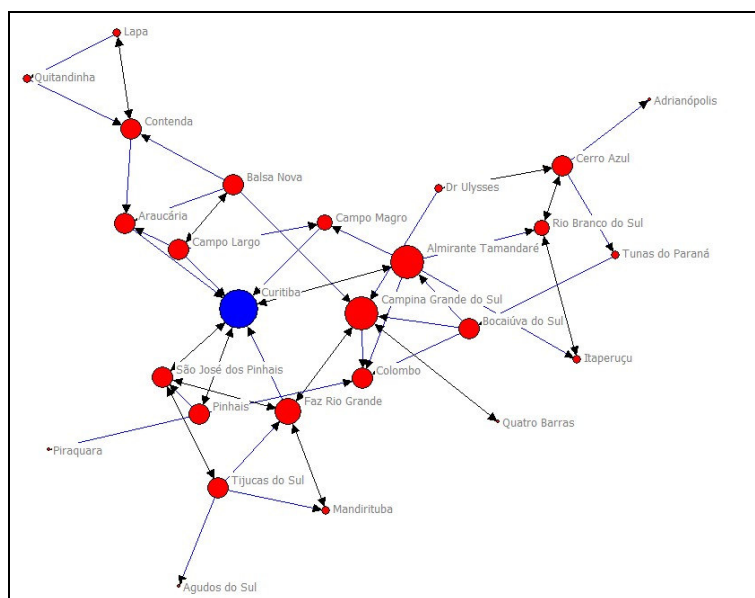 Lapa
Quitandinha
Adrianópolis
Contenda
Cerro Azul
Balsa Nova
Dr Ulysses
Araucária
Campo Magro
Rio Branco do Sul
Campo Largo
Almirante Tamandaré
Tunas do Paraná
Curitiba
Campina Grande do Sul
Bocaiúva do Sul
Itaperuçu
São José dos Pinhais
Colombo
Pinhais
Faz Rio Grande
Quatro Barras
Piraquara
Tijucas do Sul
Mandirituba
Agudos do Sul